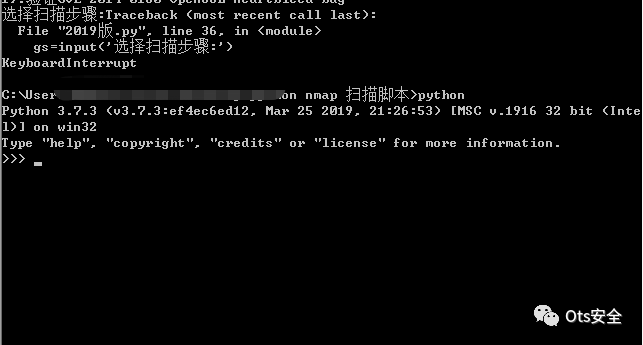 选择扫描步骤:Traceback (most recent call last):
File "2019版.py", line 36, in <module>
gs=input('选择扫描步骤:')
KeyboardInterrupt
C:\User on nmap 扫描脚本>python
Python 3.7.3 (v3.7.3:ef4ec6ed12, Mar 25 2019, 21:26:53) [MSC v.1916 32 bit (Inte
l)] on win32
Type "help", "copyright", "credits" or "license" for more information.
>>> _
Ots安全